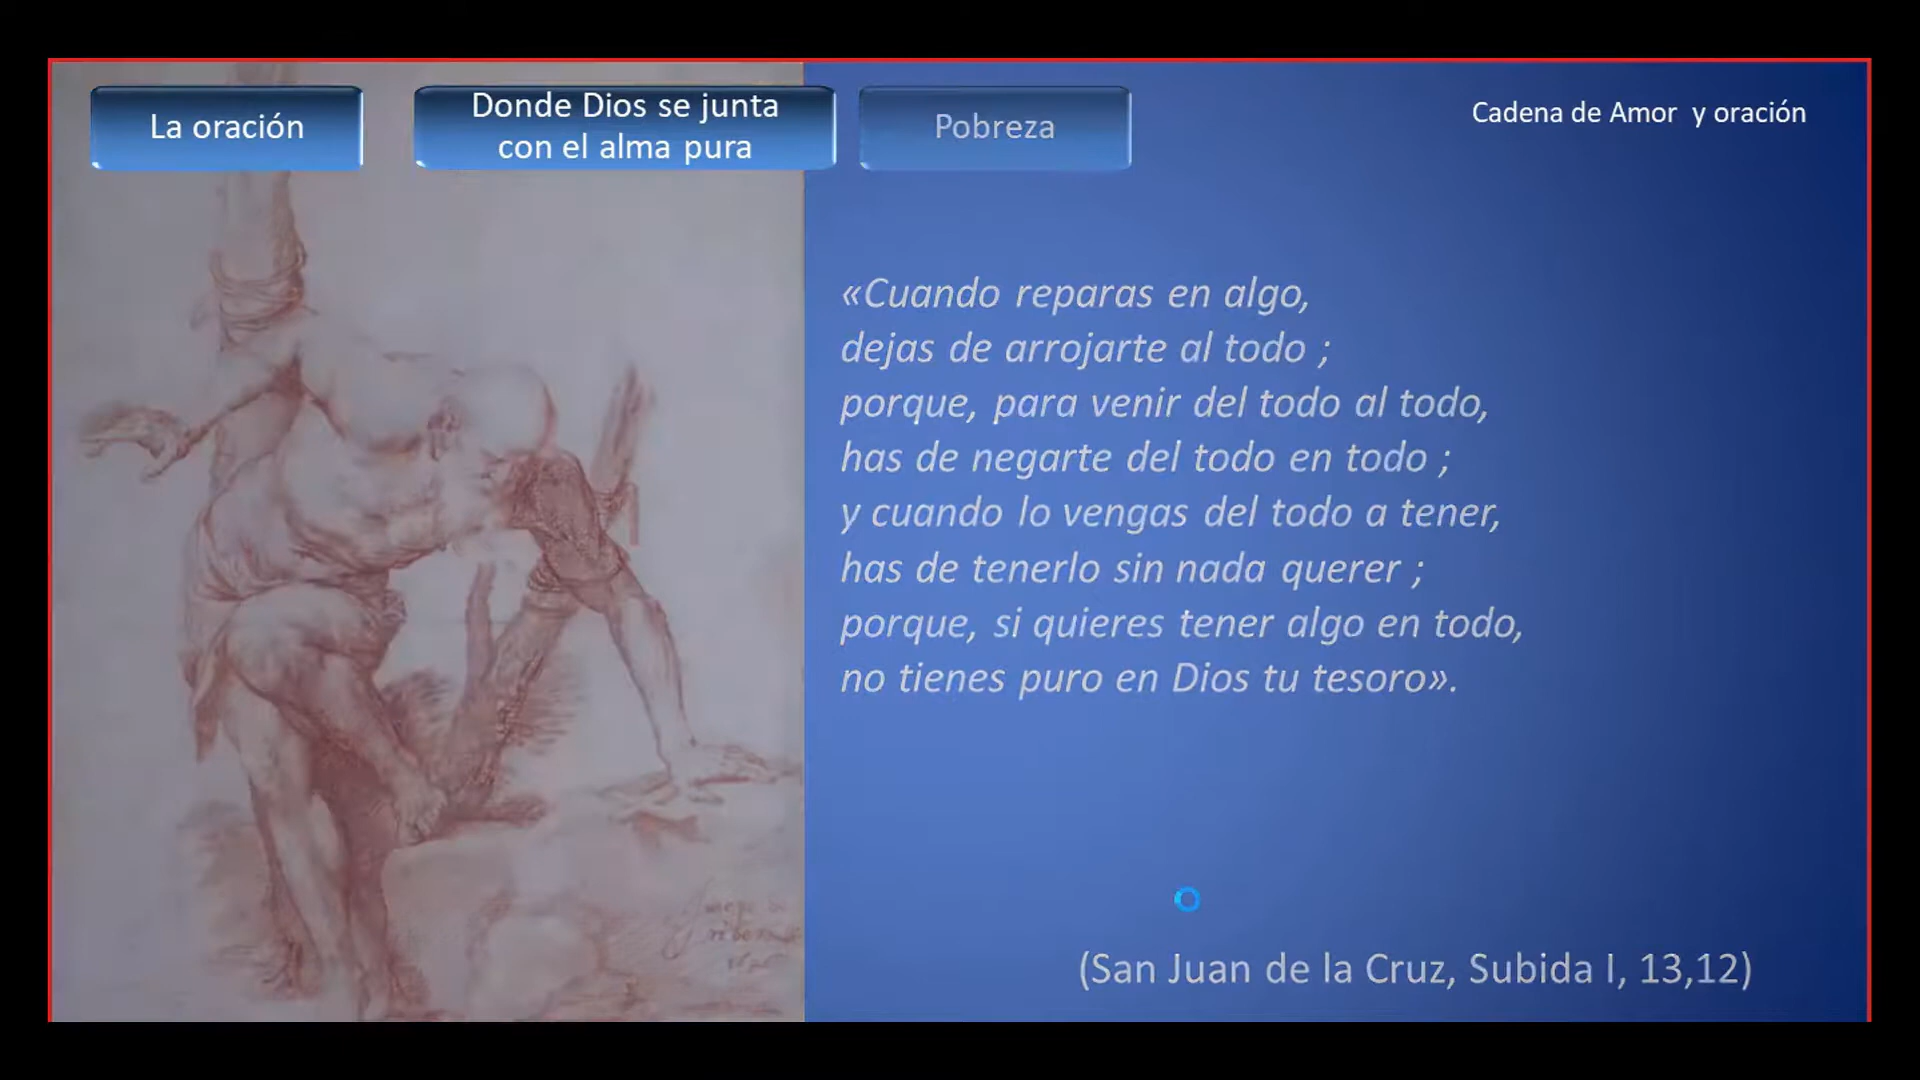 La oración
Donde Dios se junta
con el alma pura
Pobreza
Cadena de Amor y oración
«Cuando reparas en algo,
dejas de arrojarte al todo ;
porque, para venir del todo al todo,
has de negarte del todo en todo ;
y cuando lo vengas del todo a tener,
has de tenerlo sin nada querer ;
porque, si quieres tener algo en todo,
no tienes puro en Dios tu tesoro».
(San Juan de la Cruz, Subida I, 13,12)